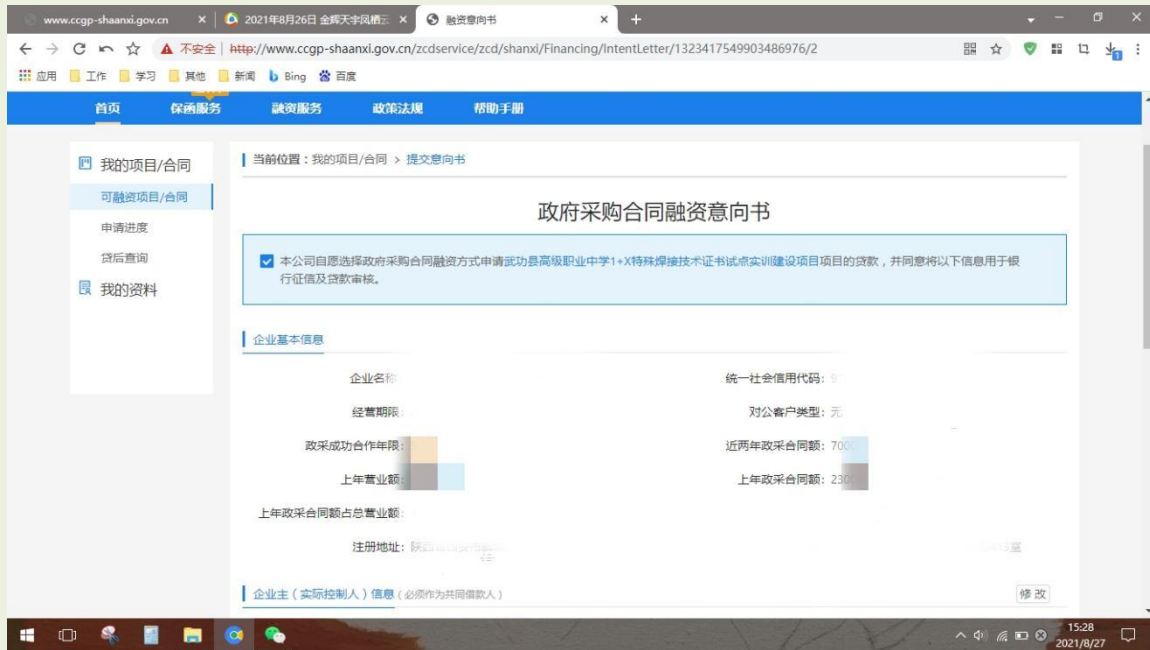 www.ccgp-shaanxi.gov.cn
2021年8月26日 金辉天宇凤栖云
融资意向书
不安全 http://www.ccgp-shaanxi.gov.cn/zcdservice/zcd/shanxi/Financing/IntentLetter/1323417549903486976/2
应用 工作 学习 其他 新闻 Bing 百度
首页 保函服务 融资服务 政策法规 帮助手册
我的项目/合同
可融资项目/合同
申请进度
贷后查询
我的资料
当前位置：我的项目/合同 > 提交意向书
政府采购合同融资意向书
本公司自愿选择政府采购合同融资方式申请武功县高级职业中学1+X特殊焊接技术证书试点实训建设项目项目的贷款，并同意将以下信息用于银
行征信及贷款审核。
企业基本信息
企业名称 统一社会信用代码：
经营期限： 对公客户类型：无
政采成功合作年限： 近两年政采合同额：700
上年营业额 上年政采合同额：230
上年政采合同额占总营业额：
注册地址：
企业主（实际控制人）信息（必须作为共同借款人） 修改
15:28
2021/8/27